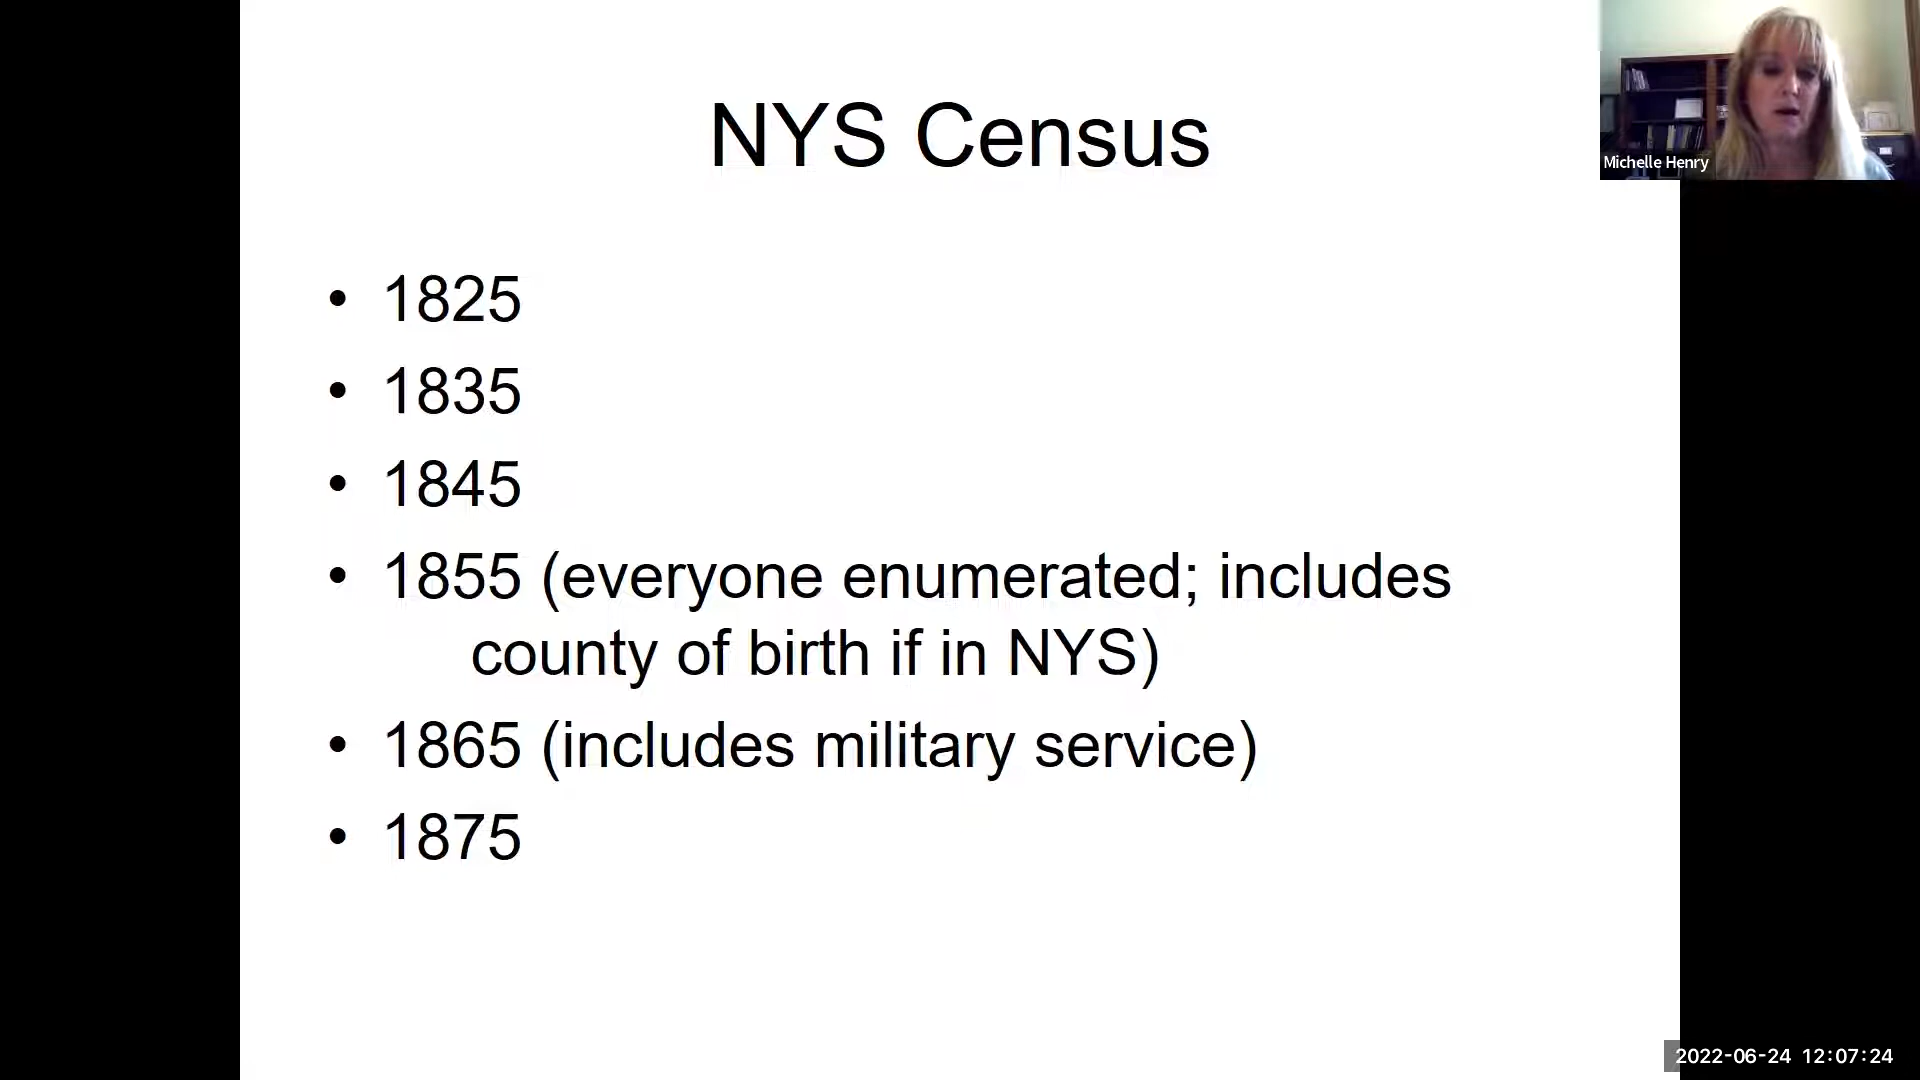 NYS Census
• 1825
• 1835
• 1845
• 1855 (everyone enumerated; includes
county of birth if in NYS)
• 1865 (includes military service)
• 1875
Michelle Henry
2022-06-24 12:07:24